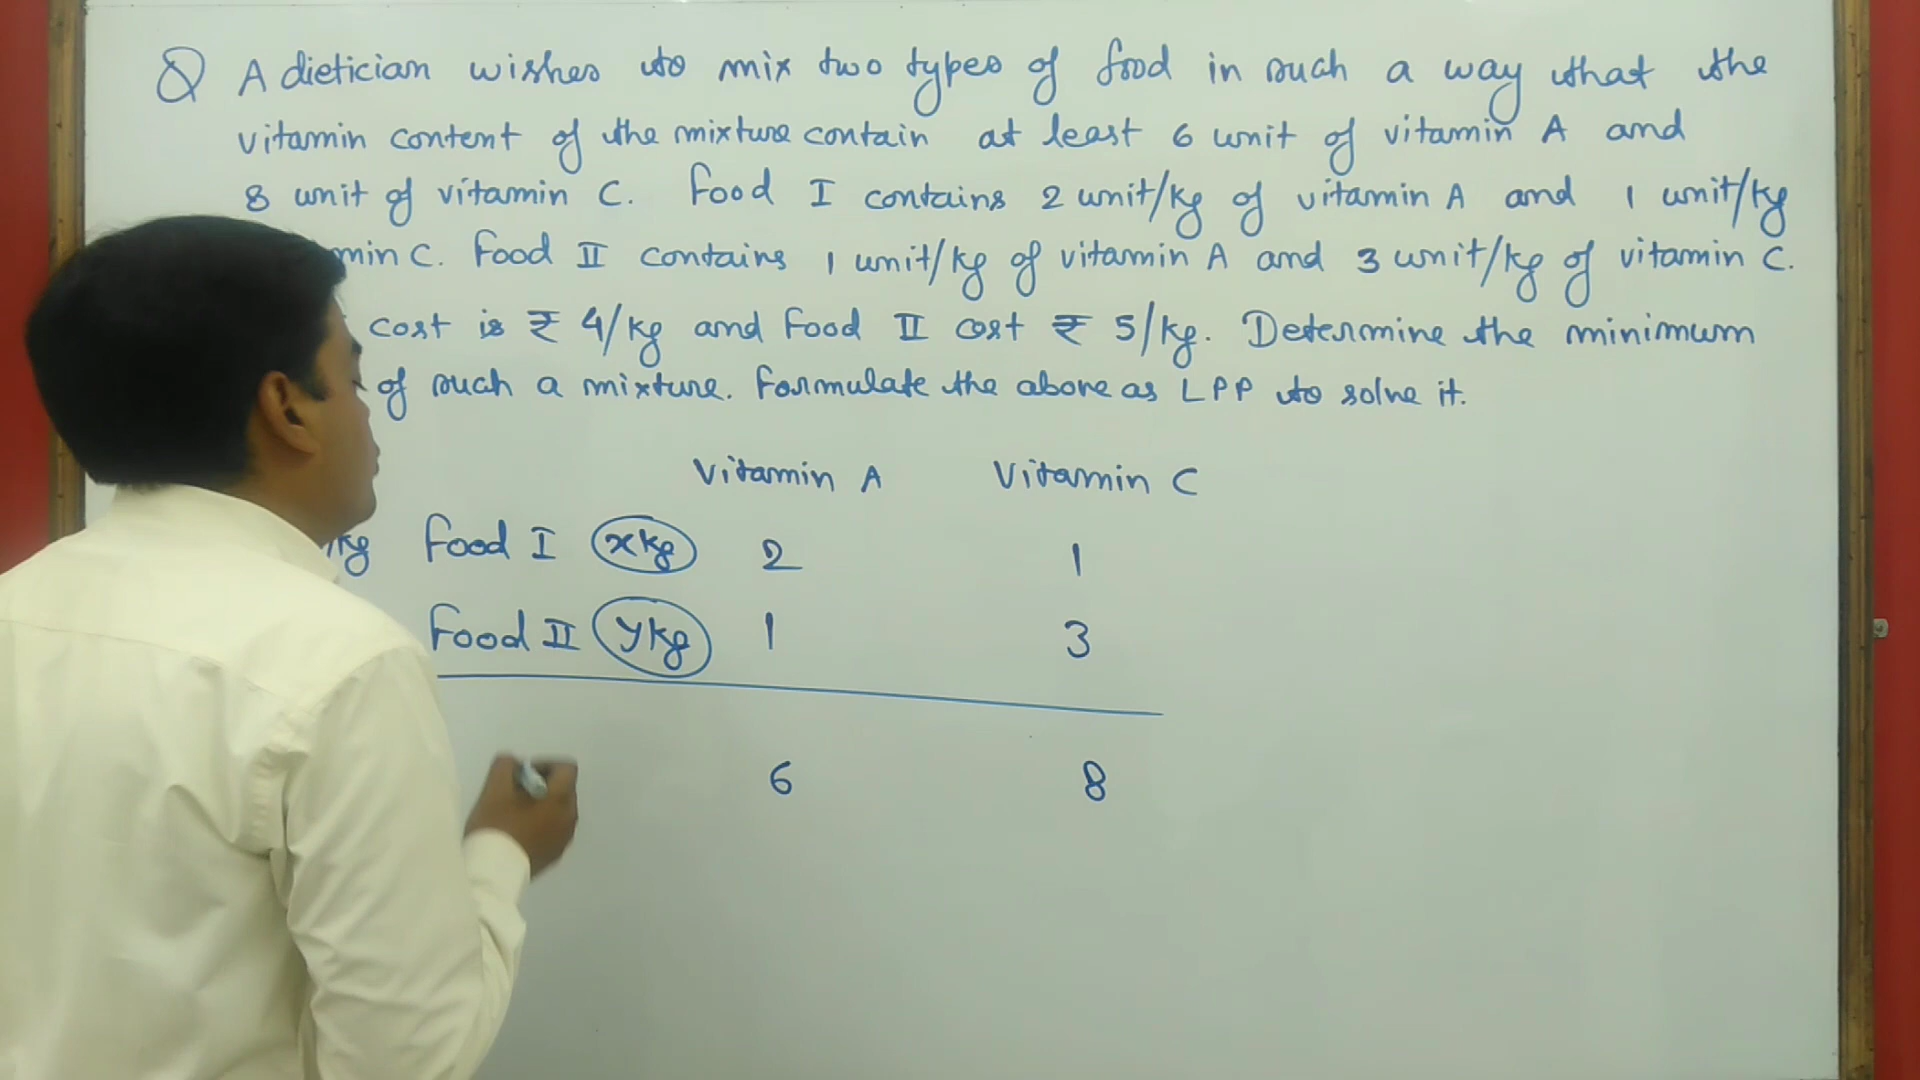 Q A dietician wishes to mix two types of food in such a way that the
vitamin content of the mixture contain at least 6 unit of vitamin A and
8 unit of vitamin C. Food I contains 2 unit/kg of vitamin A and 1 unit/kg
min C. Food II contains 1 unit/kg of vitamin A and 3 unit/kg of vitamin C.
cost is ₹ 4/kg and Food II cost ₹ 5/kg. Determine the minimum
of such a mixture. Formulate the above as LPP to solve it.
Vitamin A Vitamin C
/kg Food I xkg 2 1
Food II ykg 1 3
6 8